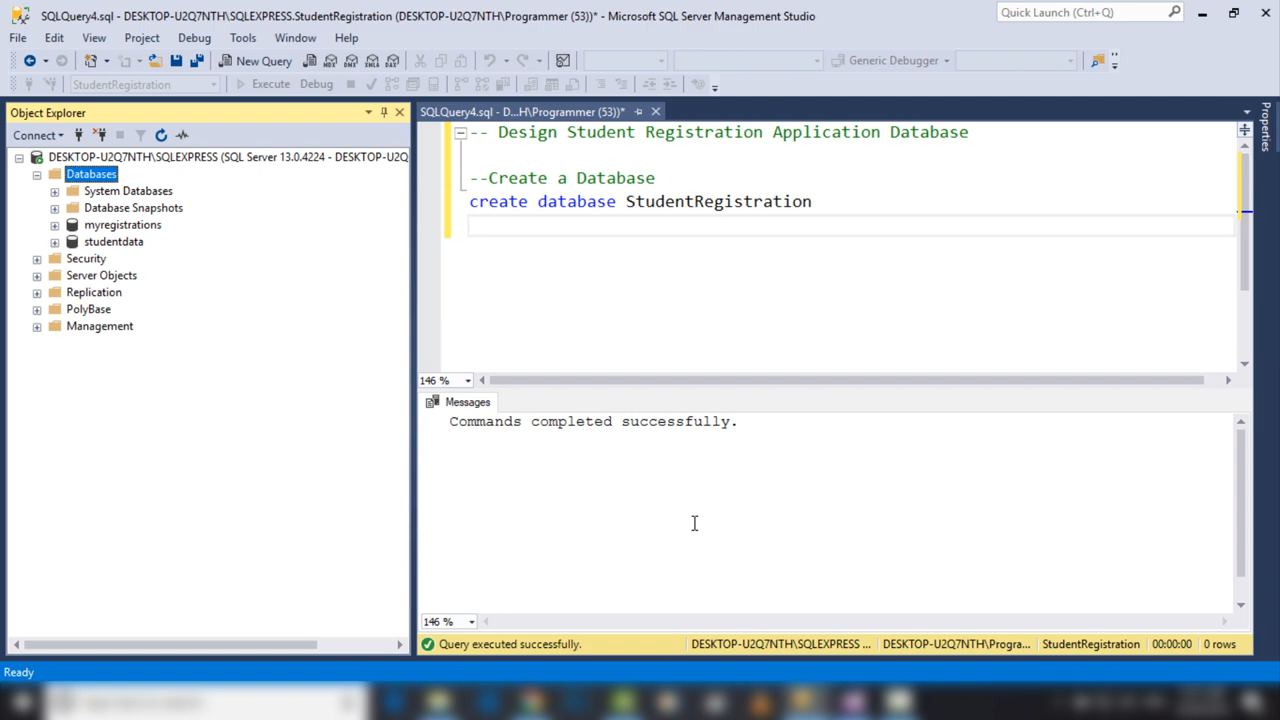 SQLQuery4.sql - DESKTOP-U2Q7NTH\SQLEXPRESS.StudentRegistration (DESKTOP-U2Q7NTH\Programmer (53))* - Microsoft SQL Server Management Studio
Quick Launch (Ctrl+Q)
File Edit View Project Debug Tools Window Help
New Query
Generic Debugger
StudentRegistration
Execute Debug
Object Explorer
Connect
DESKTOP-U2Q7NTH\SQLEXPRESS (SQL Server 13.0.4224 - DESKTOP-U2Q
Databases
System Databases
Database Snapshots
myregistrations
studentdata
Security
Server Objects
Replication
PolyBase
Management
SQLQuery4.sql - D...H\Programmer (53))*
-- Design Student Registration Application Database
--Create a Database
create database StudentRegistration
146 %
Messages
Commands completed successfully.
146 %
Query executed successfully.
DESKTOP-U2Q7NTH\SQLEXPRESS ...
DESKTOP-U2Q7NTH\Progra...
StudentRegistration
00:00:00
0 rows
Properties
Ready